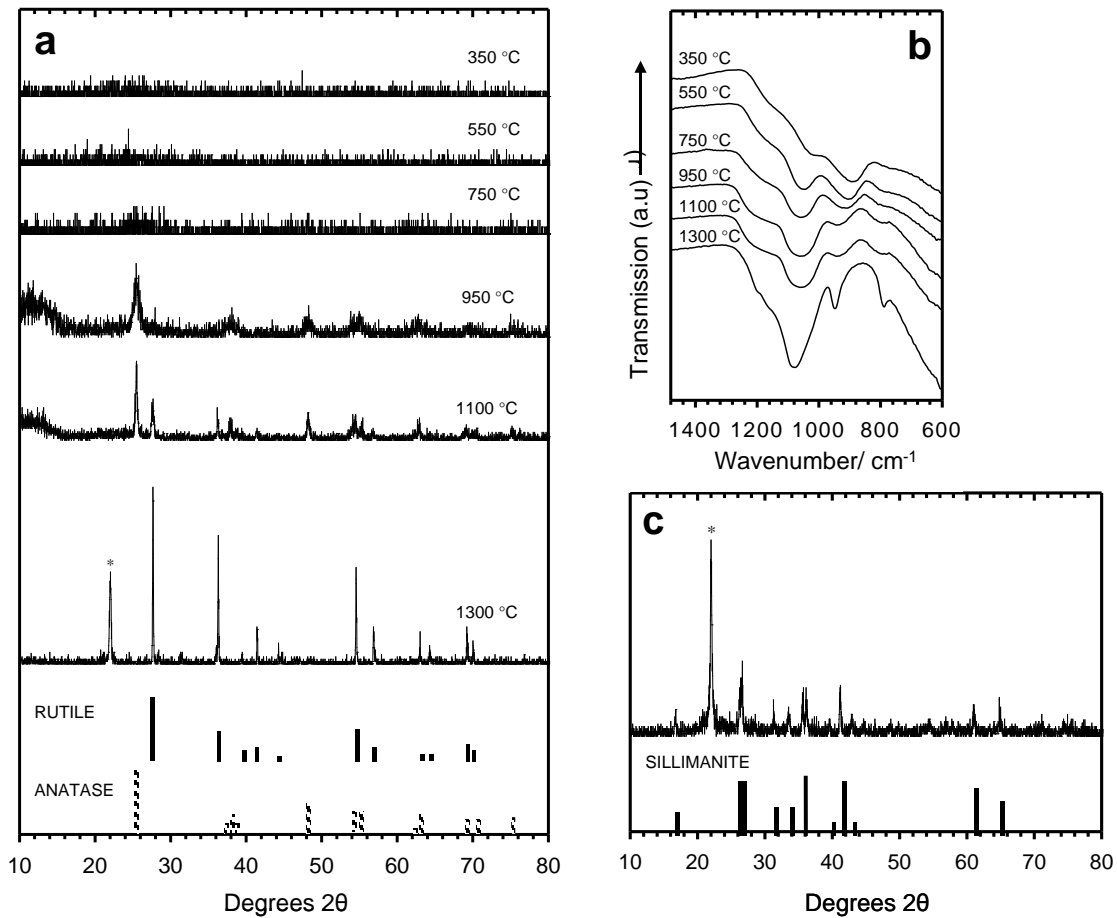 a
350 °C
550 °C
750 °C
950 °C
1100 °C
*
1300 °C
RUTILE
ANATASE
10 20 30 40 50 60 70 80
Degrees 2θ
b
350 °C
550 °C
750 °C
950 °C
1100 °C
1300 °C
Transmission (a.u)
1400 1200 1000 800 600
Wavenumber/ cm-1
c
*
SILLIMANITE
10 20 30 40 50 60 70 80
Degrees 2θ